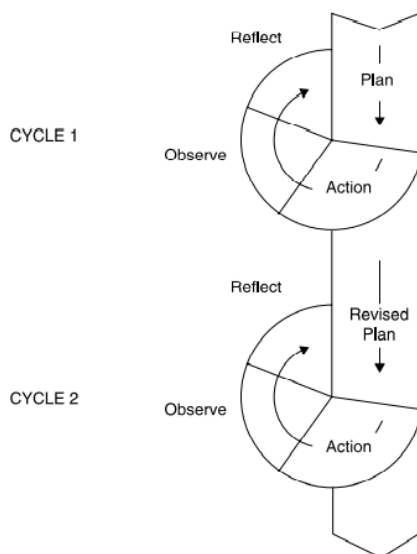 Reflect
Plan
CYCLE 1
Observe
Action
Reflect
Revised
Plan
CYCLE 2
Observe
Action